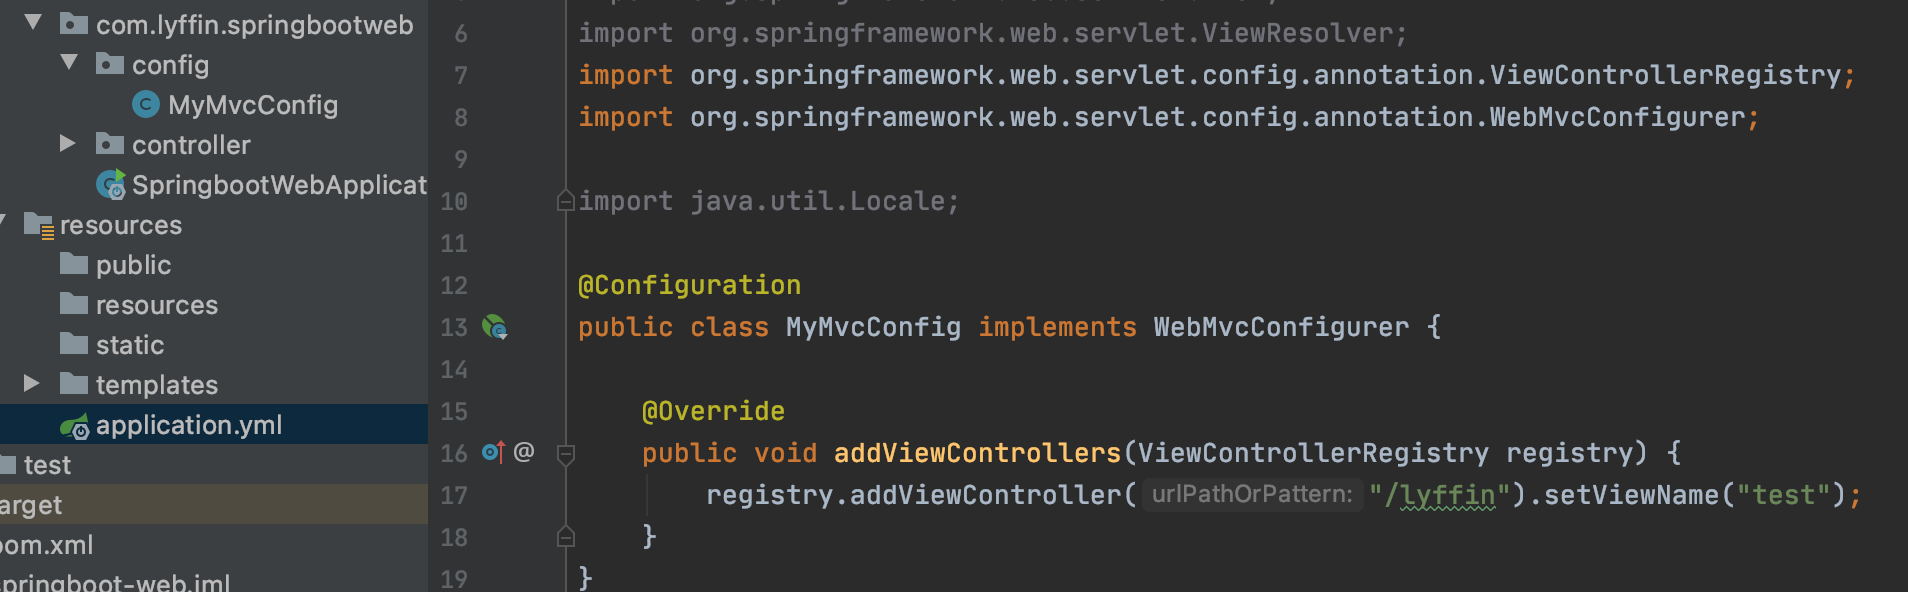 com.lyffin.springbootweb
config
MyMvcConfig
controller
SpringbootWebApplicat
resources
public
resources
static
templates
application.yml
test
arget
oom.xml
springboot-web.iml
6 import org.springframework.web.servlet.ViewResolver;
7 import org.springframework.web.servlet.config.annotation.ViewControllerRegistry;
8 import org.springframework.web.servlet.config.annotation.WebMvcConfigurer;
9
10 import java.util.Locale;
11
12 @Configuration
13 public class MyMvcConfig implements WebMvcConfigurer {
14
15 @Override
16 @ public void addViewControllers(ViewControllerRegistry registry) {
17 registry.addViewController( urlPathOrPattern: "/lyffin").setViewName("test");
18 }
19 }